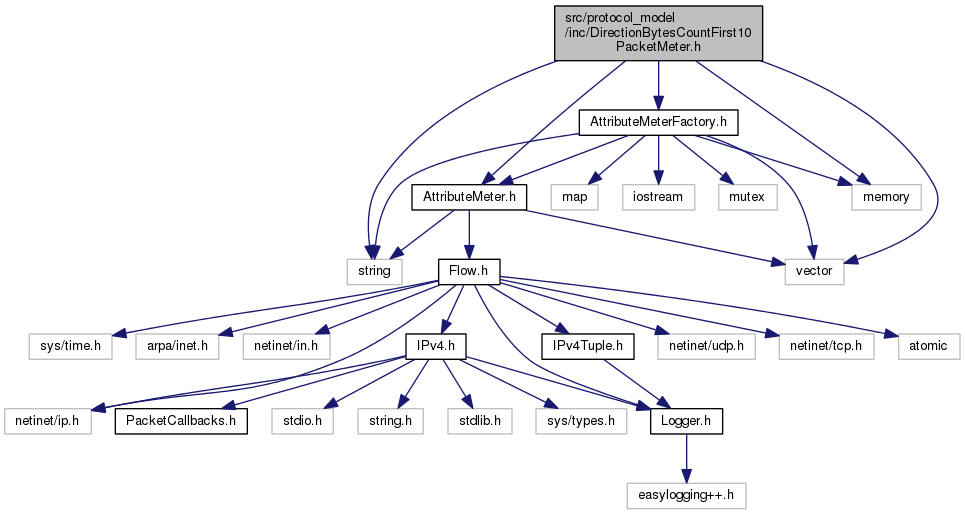 src/protocol_model
/inc/DirectionBytesCountFirst10
PacketMeter.h
AttributeMeterFactory.h
AttributeMeter.h
map
iostream
mutex
memory
string
Flow.h
vector
sys/time.h
arpa/inet.h
netinet/in.h
IPv4.h
IPv4Tuple.h
netinet/udp.h
netinet/tcp.h
atomic
netinet/ip.h
PacketCallbacks.h
stdio.h
string.h
stdlib.h
sys/types.h
Logger.h
easylogging++.h